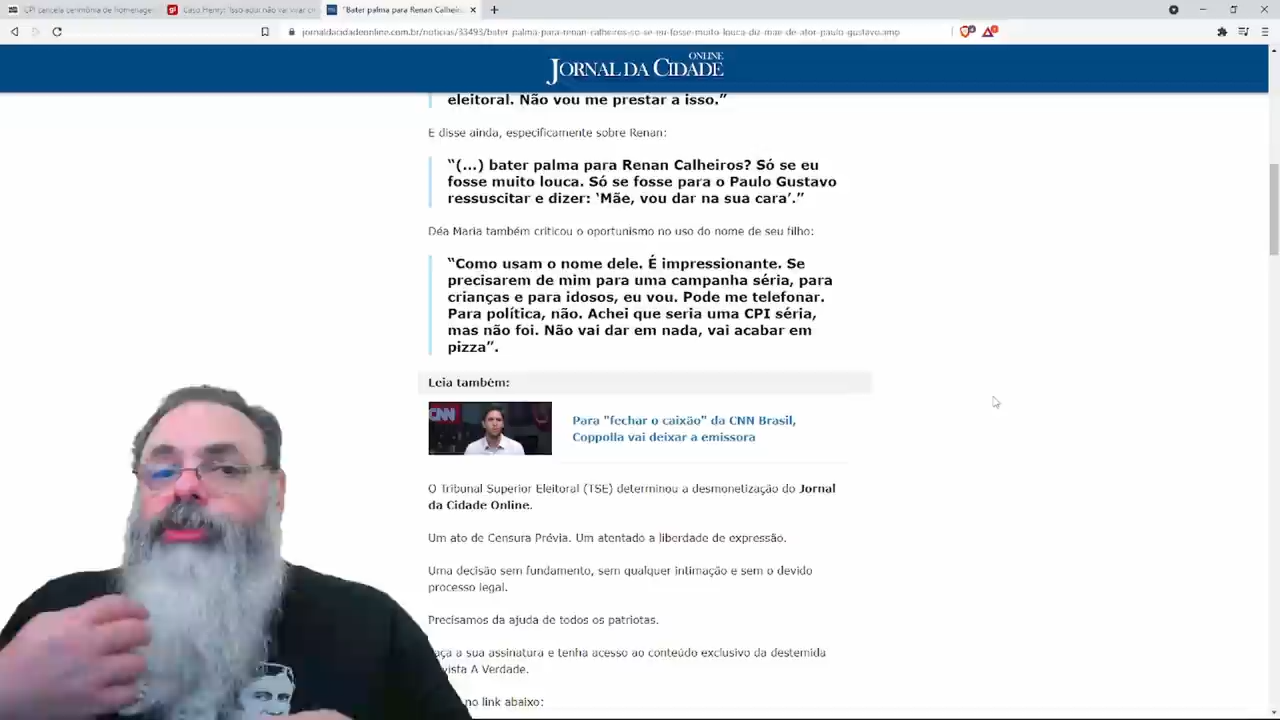 CPI cancela cerimônia de homenagem
Caso Henry: 'Isso aqui não vai virar cir
"Bater palma para Renan Calheiro
jornaldacidadeonline.com.br/noticias/33493/bater-palma-para-renan-calheiros-so-se-eu-fosse-muito-louca-diz-mae-de-ator-paulo-gustavo.amp
ONLINE
JORNAL DA CIDADE
eleitoral. Não vou me prestar a isso.”
E disse ainda, especificamente sobre Renan:
“(...) bater palma para Renan Calheiros? Só se eu
fosse muito louca. Só se fosse para o Paulo Gustavo
ressuscitar e dizer: ‘Mãe, vou dar na sua cara’.”
Déa Maria também criticou o oportunismo no uso do nome de seu filho:
“Como usam o nome dele. É impressionante. Se
precisarem de mim para uma campanha séria, para
crianças e para idosos, eu vou. Pode me telefonar.
Para política, não. Achei que seria uma CPI séria,
mas não foi. Não vai dar em nada, vai acabar em
pizza”.
Leia também:
CNN
Para "fechar o caixão" da CNN Brasil,
Coppolla vai deixar a emissora
O Tribunal Superior Eleitoral (TSE) determinou a desmonetização do Jornal
da Cidade Online.
Um ato de Censura Prévia. Um atentado a liberdade de expressão.
Uma decisão sem fundamento, sem qualquer intimação e sem o devido
processo legal.
Precisamos da ajuda de todos os patriotas.
aça a sua assinatura e tenha acesso ao conteúdo exclusivo da destemida
vista A Verdade.
no link abaixo: